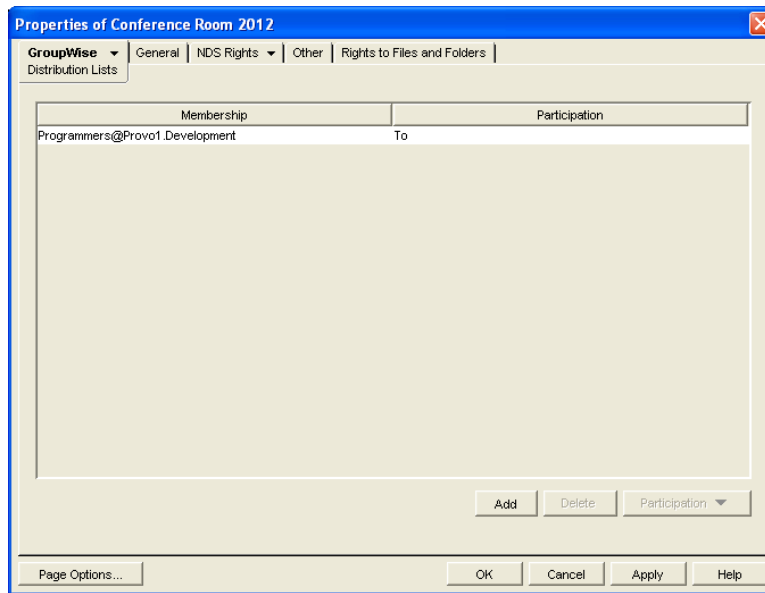 Properties of Conference Room 2012
GroupWise General NDS Rights Other Rights to Files and Folders
Distribution Lists
Membership Participation
Programmers@Provo1.Development To
Add Delete Participation
Page Options... OK Cancel Apply Help